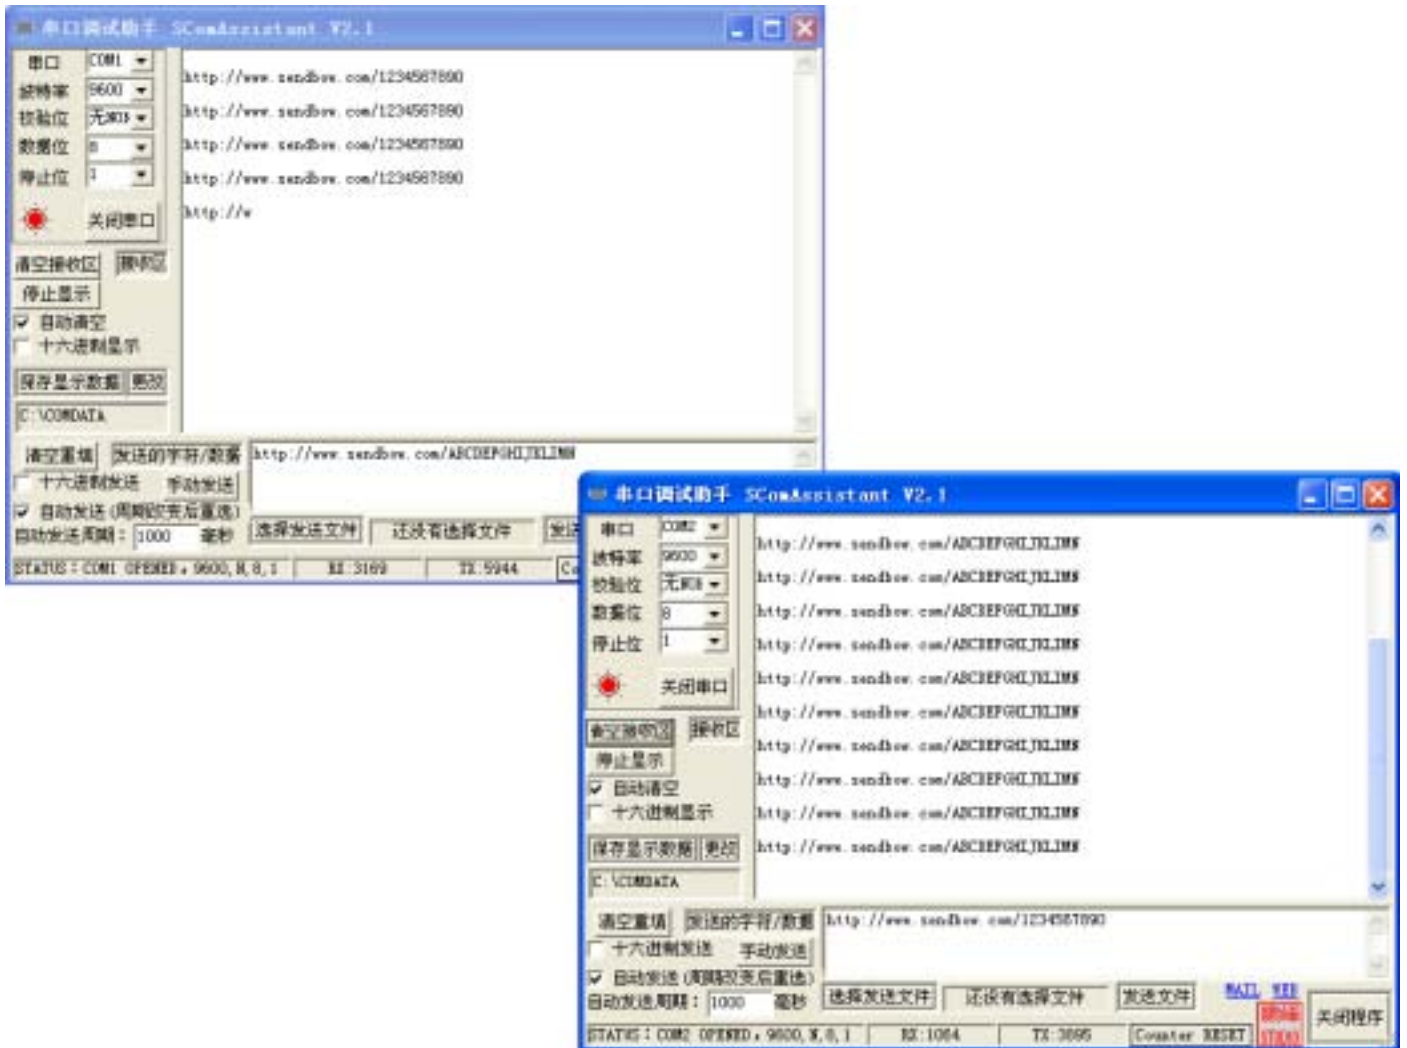 串口调试助手 SComAssistant V2.1
串口 COM1
波特率 9600
校验位 无NON
数据位 8
停止位 1
关闭串口
清空接收区 接收区
停止显示
自动清空
十六进制显示
保存显示数据 更改
C:\COMDATA
http://www.sendbow.com/1234567890
http://www.sendbow.com/1234567890
http://www.sendbow.com/1234567890
http://www.sendbow.com/1234567890
http://w
清空重填 发送的字符/数据 http://www.sendbow.com/ABCDEFGHIJKLIMN
十六进制发送 手动发送
自动发送(周期改变后重选)
自动发送周期: 1000 毫秒 选择发送文件 还没有选择文件 发送
STATUS:COM1 OPENED,9600,N,8,1 RX:3169 TX:5944 Co
串口调试助手 SComAssistant V2.1
串口 COM2
波特率 9600
校验位 无NON
数据位 8
停止位 1
关闭串口
清空接收区 接收区
停止显示
自动清空
十六进制显示
保存显示数据 更改
C:\COMDATA
http://www.sendbow.com/ABCDEFGHIJKLIMN
http://www.sendbow.com/ABCDEFGHIJKLIMN
http://www.sendbow.com/ABCDEFGHIJKLIMN
http://www.sendbow.com/ABCDEFGHIJKLIMN
http://www.sendbow.com/ABCDEFGHIJKLIMN
http://www.sendbow.com/ABCDEFGHIJKLIMN
http://www.sendbow.com/ABCDEFGHIJKLIMN
http://www.sendbow.com/ABCDEFGHIJKLIMN
http://www.sendbow.com/ABCDEFGHIJKLIMN
http://www.sendbow.com/ABCDEFGHIJKLIMN
清空重填 发送的字符/数据 http://www.sendbow.com/1234567890
十六进制发送 手动发送
自动发送(周期改变后重选)
自动发送周期: 1000 毫秒 选择发送文件 还没有选择文件 发送文件 MAIL WEB
关闭程序
STATUS:COM2 OPENED,9600,N,8,1 RX:1064 TX:3895 Counter RESET